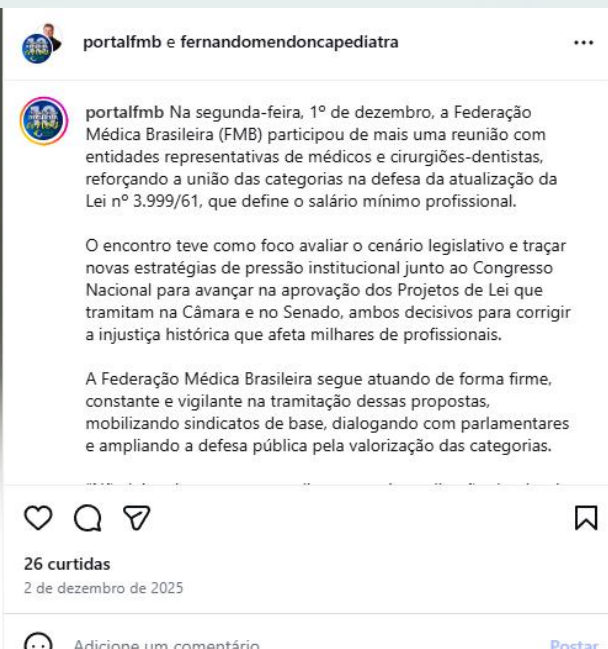 portalfmb e fernandomendoncapediatra
portalfmb Na segunda-feira, 1º de dezembro, a Federação
Médica Brasileira (FMB) participou de mais uma reunião com
entidades representativas de médicos e cirurgiões-dentistas,
reforçando a união das categorias na defesa da atualização da
Lei nº 3.999/61, que define o salário mínimo profissional.
O encontro teve como foco avaliar o cenário legislativo e traçar
novas estratégias de pressão institucional junto ao Congresso
Nacional para avançar na aprovação dos Projetos de Lei que
tramitam na Câmara e no Senado, ambos decisivos para corrigir
a injustiça histórica que afeta milhares de profissionais.
A Federação Médica Brasileira segue atuando de forma firme,
constante e vigilante na tramitação dessas propostas,
mobilizando sindicatos de base, dialogando com parlamentares
e ampliando a defesa pública pela valorização das categorias.
26 curtidas
2 de dezembro de 2025
Adicione um comentário
Postar